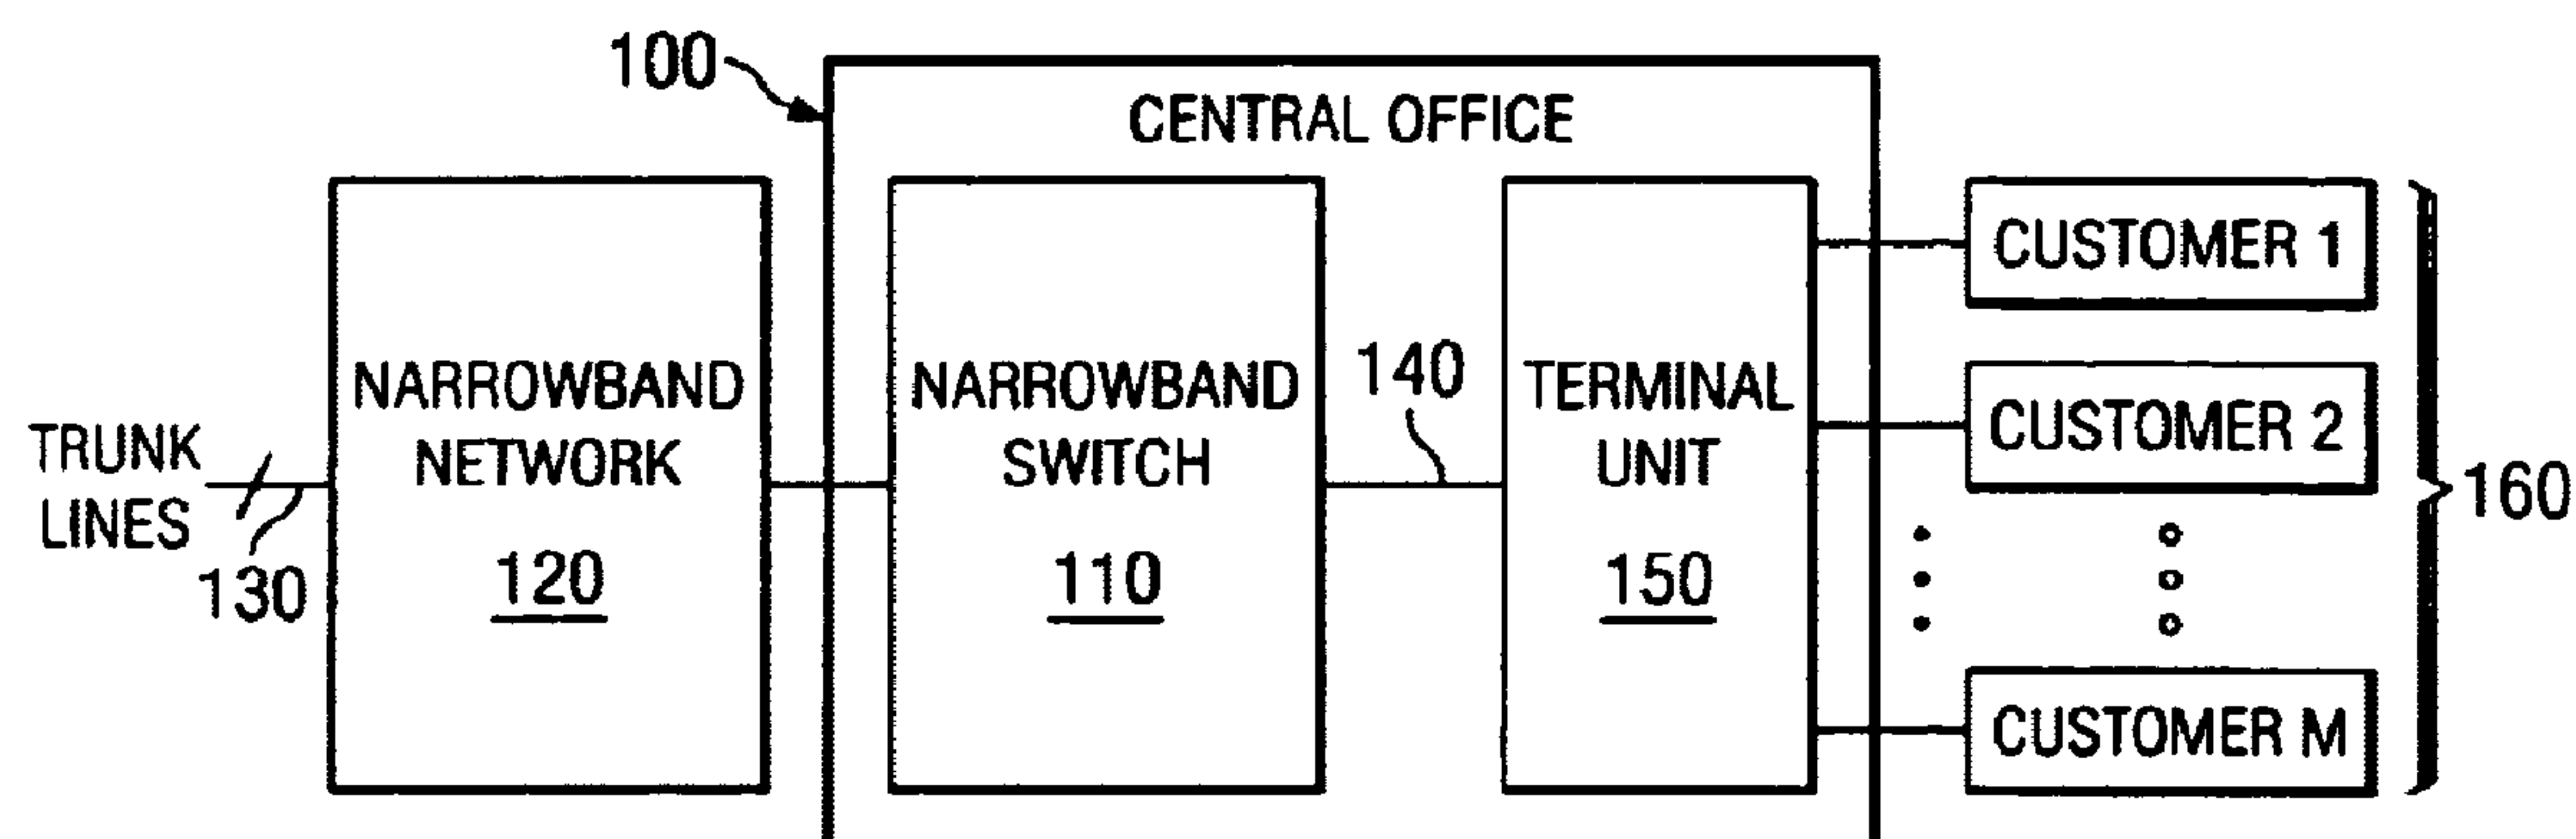 100
CENTRAL OFFICE
TRUNK
LINES
130
NARROWBAND
NETWORK
120
NARROWBAND
SWITCH
110
140
TERMINAL
UNIT
150
CUSTOMER 1
CUSTOMER 2
CUSTOMER M
160